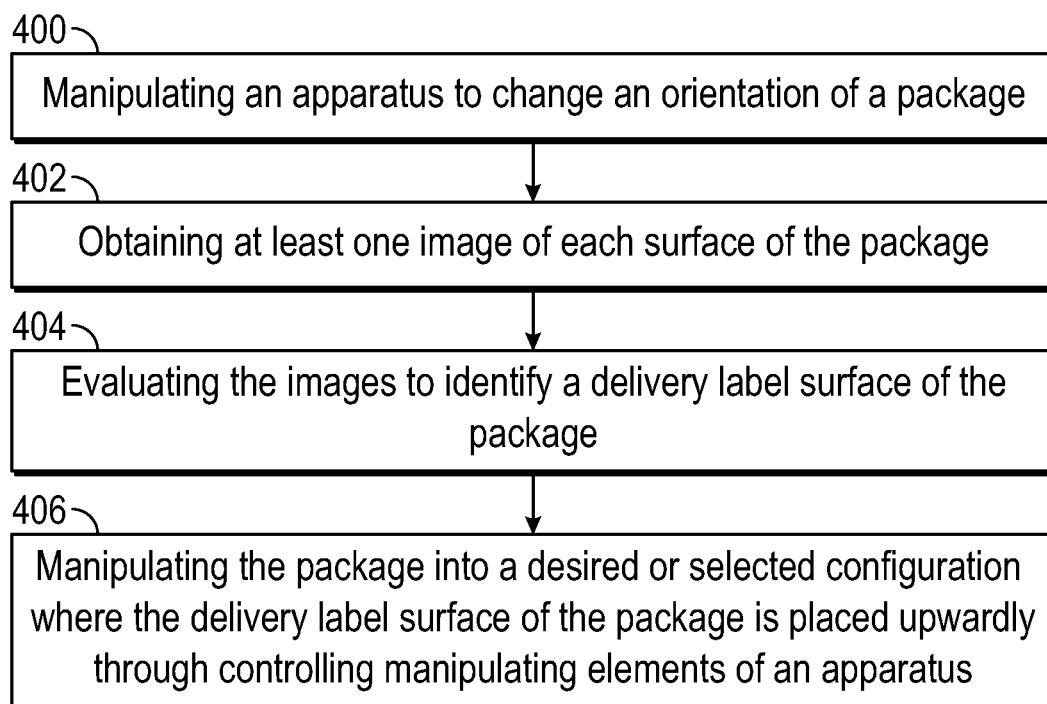 400
Manipulating an apparatus to change an orientation of a package
402
Obtaining at least one image of each surface of the package
404
Evaluating the images to identify a delivery label surface of the
package
406
Manipulating the package into a desired or selected configuration
where the delivery label surface of the package is placed upwardly
through controlling manipulating elements of an apparatus